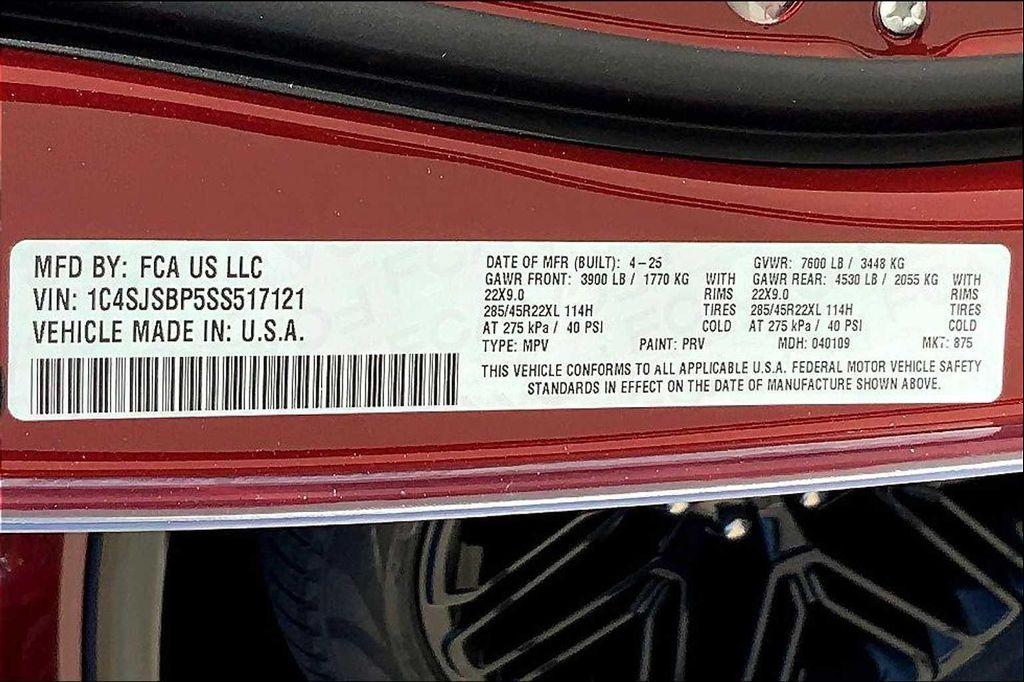 MFD BY: FCA US LLC
VIN: 1C4SJSBP5SS517121
VEHICLE MADE IN: U.S.A.
DATE OF MFR (BUILT): 4-25 GVWR: 7600 LB / 3448 KG
GAWR FRONT: 3900 LB / 1770 KG WITH GAWR REAR: 4530 LB / 2055 KG WITH
22X9.0 RIMS 22X9.0 RIMS
285/45R22XL 114H TIRES 285/45R22XL 114H TIRES
AT 275 kPa / 40 PSI COLD AT 275 kPa / 40 PSI COLD
TYPE: MPV PAINT: PRV MDH: 040109 MKT: 875
THIS VEHICLE CONFORMS TO ALL APPLICABLE U.S.A. FEDERAL MOTOR VEHICLE SAFETY
STANDARDS IN EFFECT ON THE DATE OF MANUFACTURE SHOWN ABOVE.